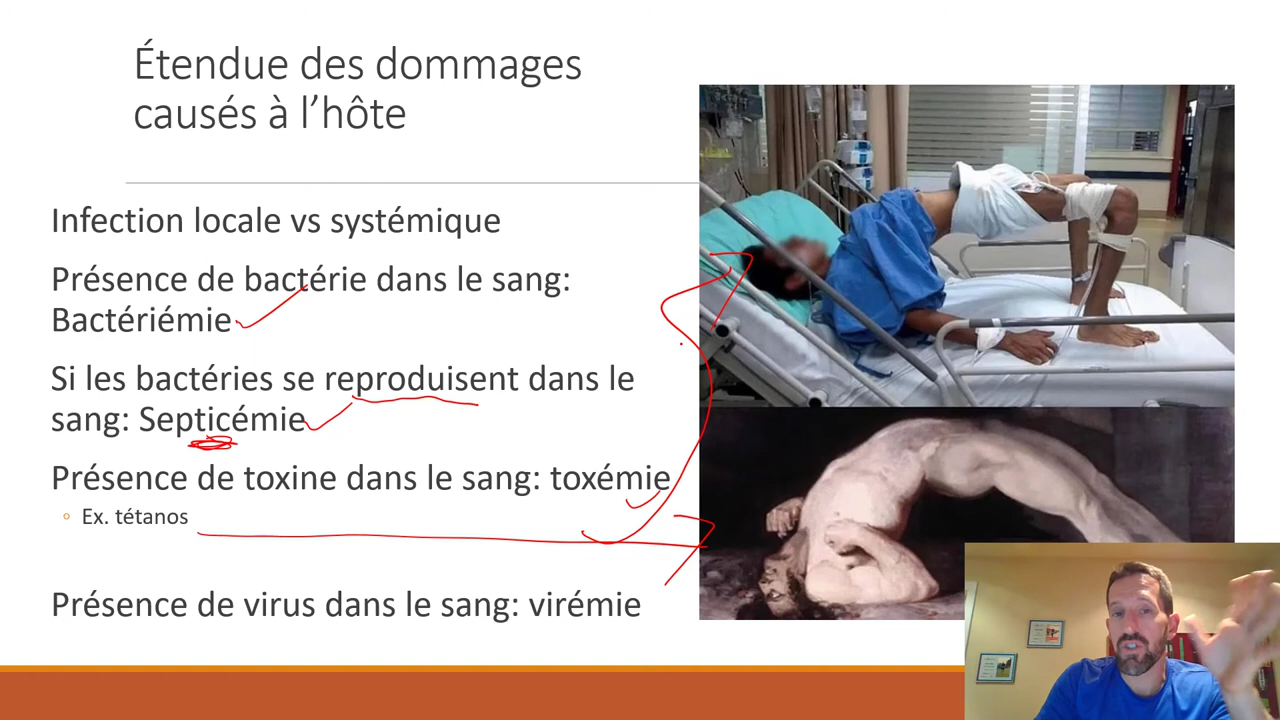 Étendue des dommages
causés à l’hôte
Infection locale vs systémique
Présence de bactérie dans le sang:
Bactériémie
Si les bactéries se reproduisent dans le
sang: Septicémie
Présence de toxine dans le sang: toxémie
◦ Ex. tétanos
Présence de virus dans le sang: virémie